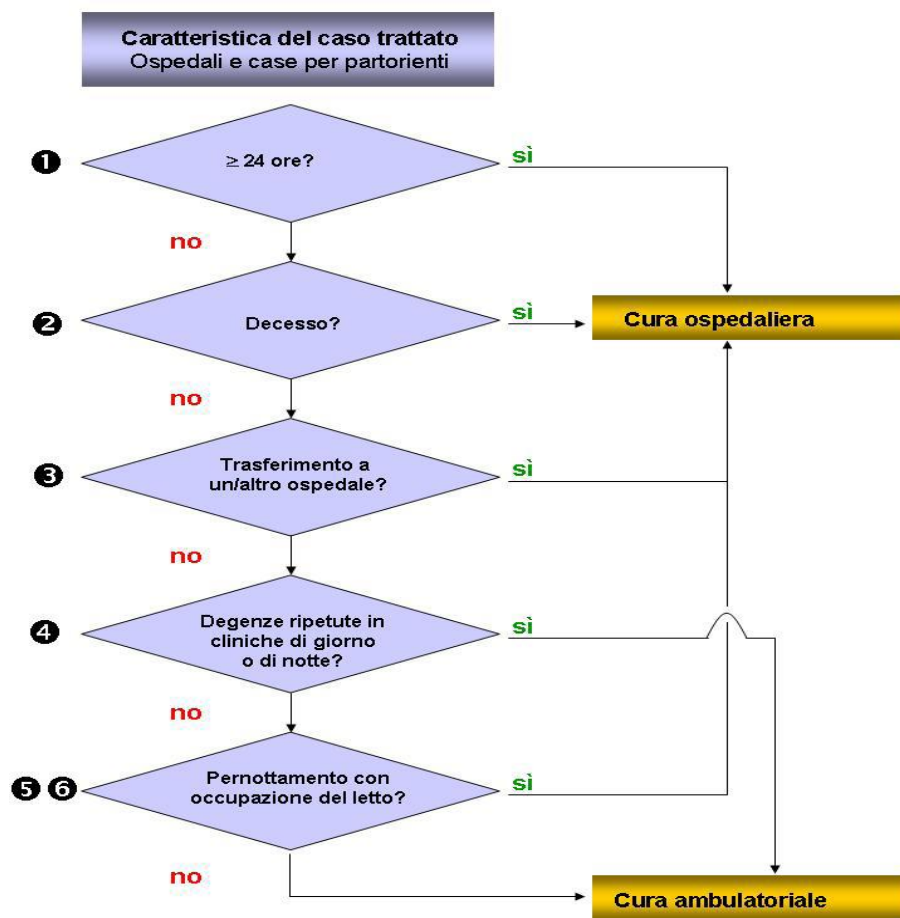 Caratteristica del caso trattato
Ospedali e case per partorienti
❶
≥ 24 ore?
sì
no
❷
Decesso?
sì
Cura ospedaliera
no
❸
Trasferimento a
un/altro ospedale?
sì
no
❹
Degenze ripetute in
cliniche di giorno
o di notte?
sì
no
❺ ❻
Pernottamento con
occupazione del letto?
sì
no
Cura ambulatoriale